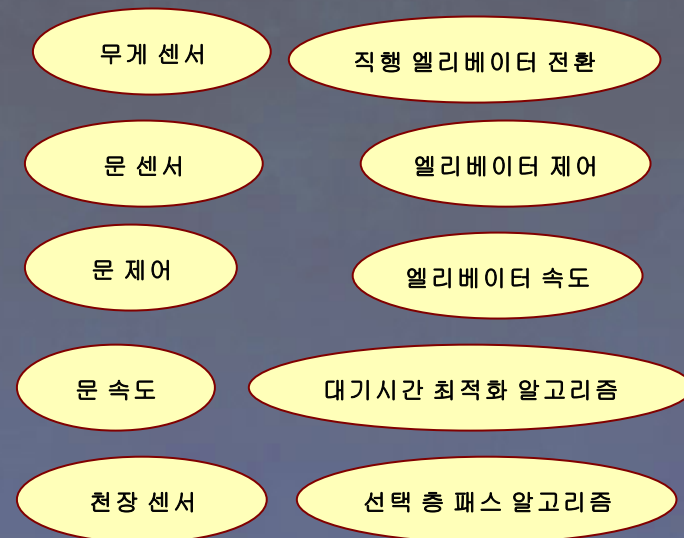 무게 센서
직행 엘리베이터 전환
문 센서
엘리베이터 제어
문 제어
엘리베이터 속도
문 속도
대기시간 최적화 알고리즘
천장 센서
선택 층 패스 알고리즘